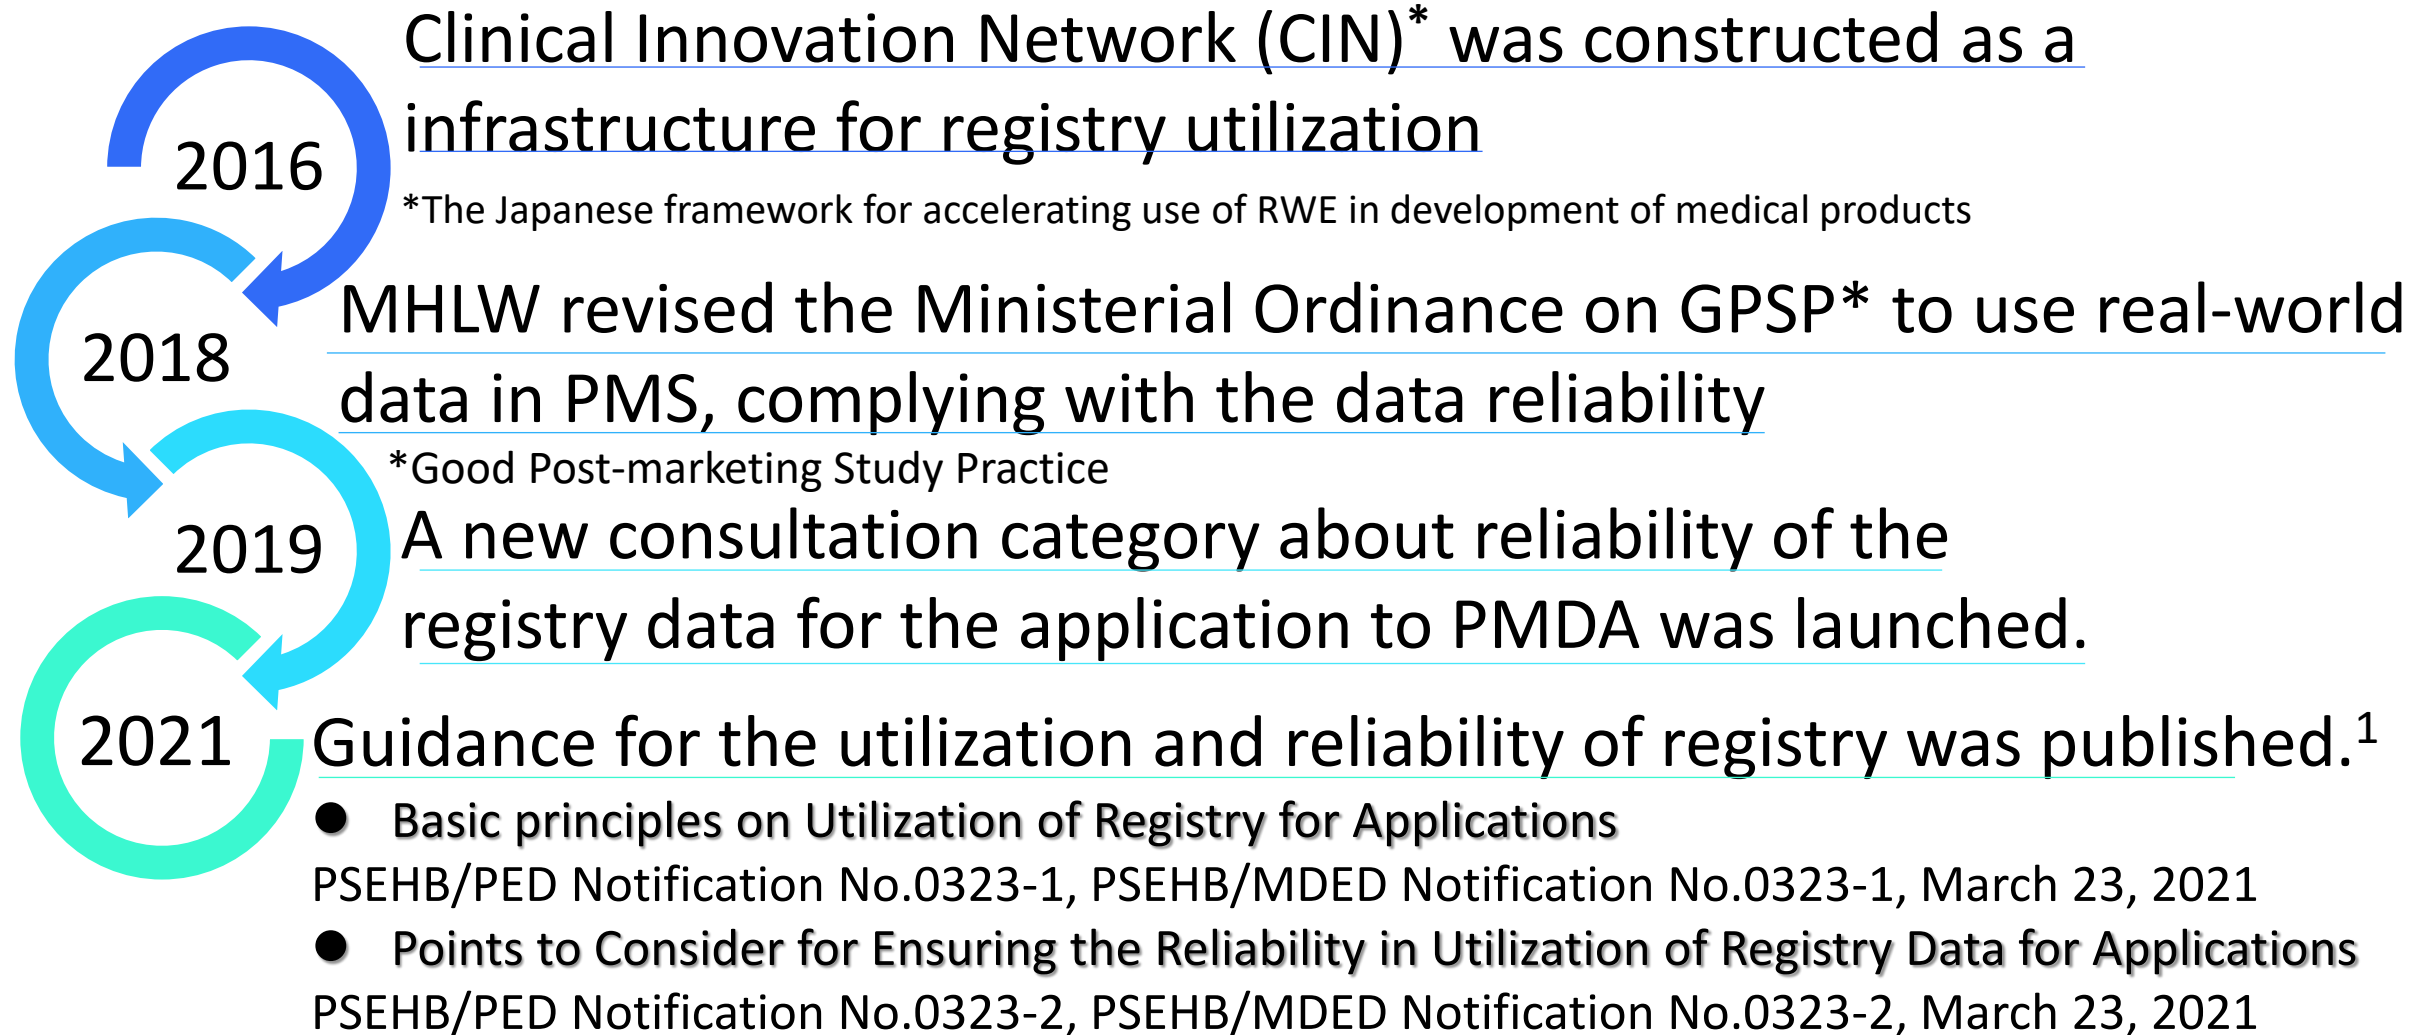 Clinical Innovation Network (CIN)* was constructed as a
infrastructure for registry utilization
2016
*The Japanese framework for accelerating use of RWE in development of medical products
MHLW revised the Ministerial Ordinance on GPSP* to use real-world
2018
data in PMS, complying with the data reliability
*Good Post-marketing Study Practice
A new consultation category about reliability of the
2019
registry data for the application to PMDA was launched.
2021
Guidance for the utilization and reliability of registry was published.1
● Basic principles on Utilization of Registry for Applications
PSEHB/PED Notification No.0323-1, PSEHB/MDED Notification No.0323-1, March 23, 2021
● Points to Consider for Ensuring the Reliability in Utilization of Registry Data for Applications
PSEHB/PED Notification No.0323-2, PSEHB/MDED Notification No.0323-2, March 23, 2021